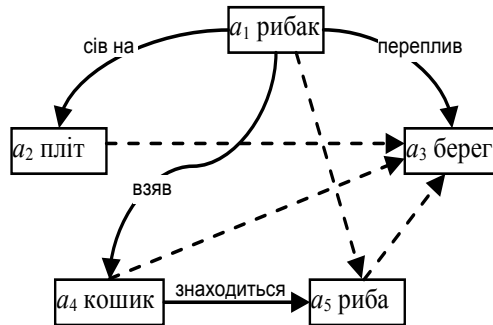 a1 рибак
сів на
переплив
a2 пліт
a3 берег
взяв
a4 кошик
знаходиться
a5 риба